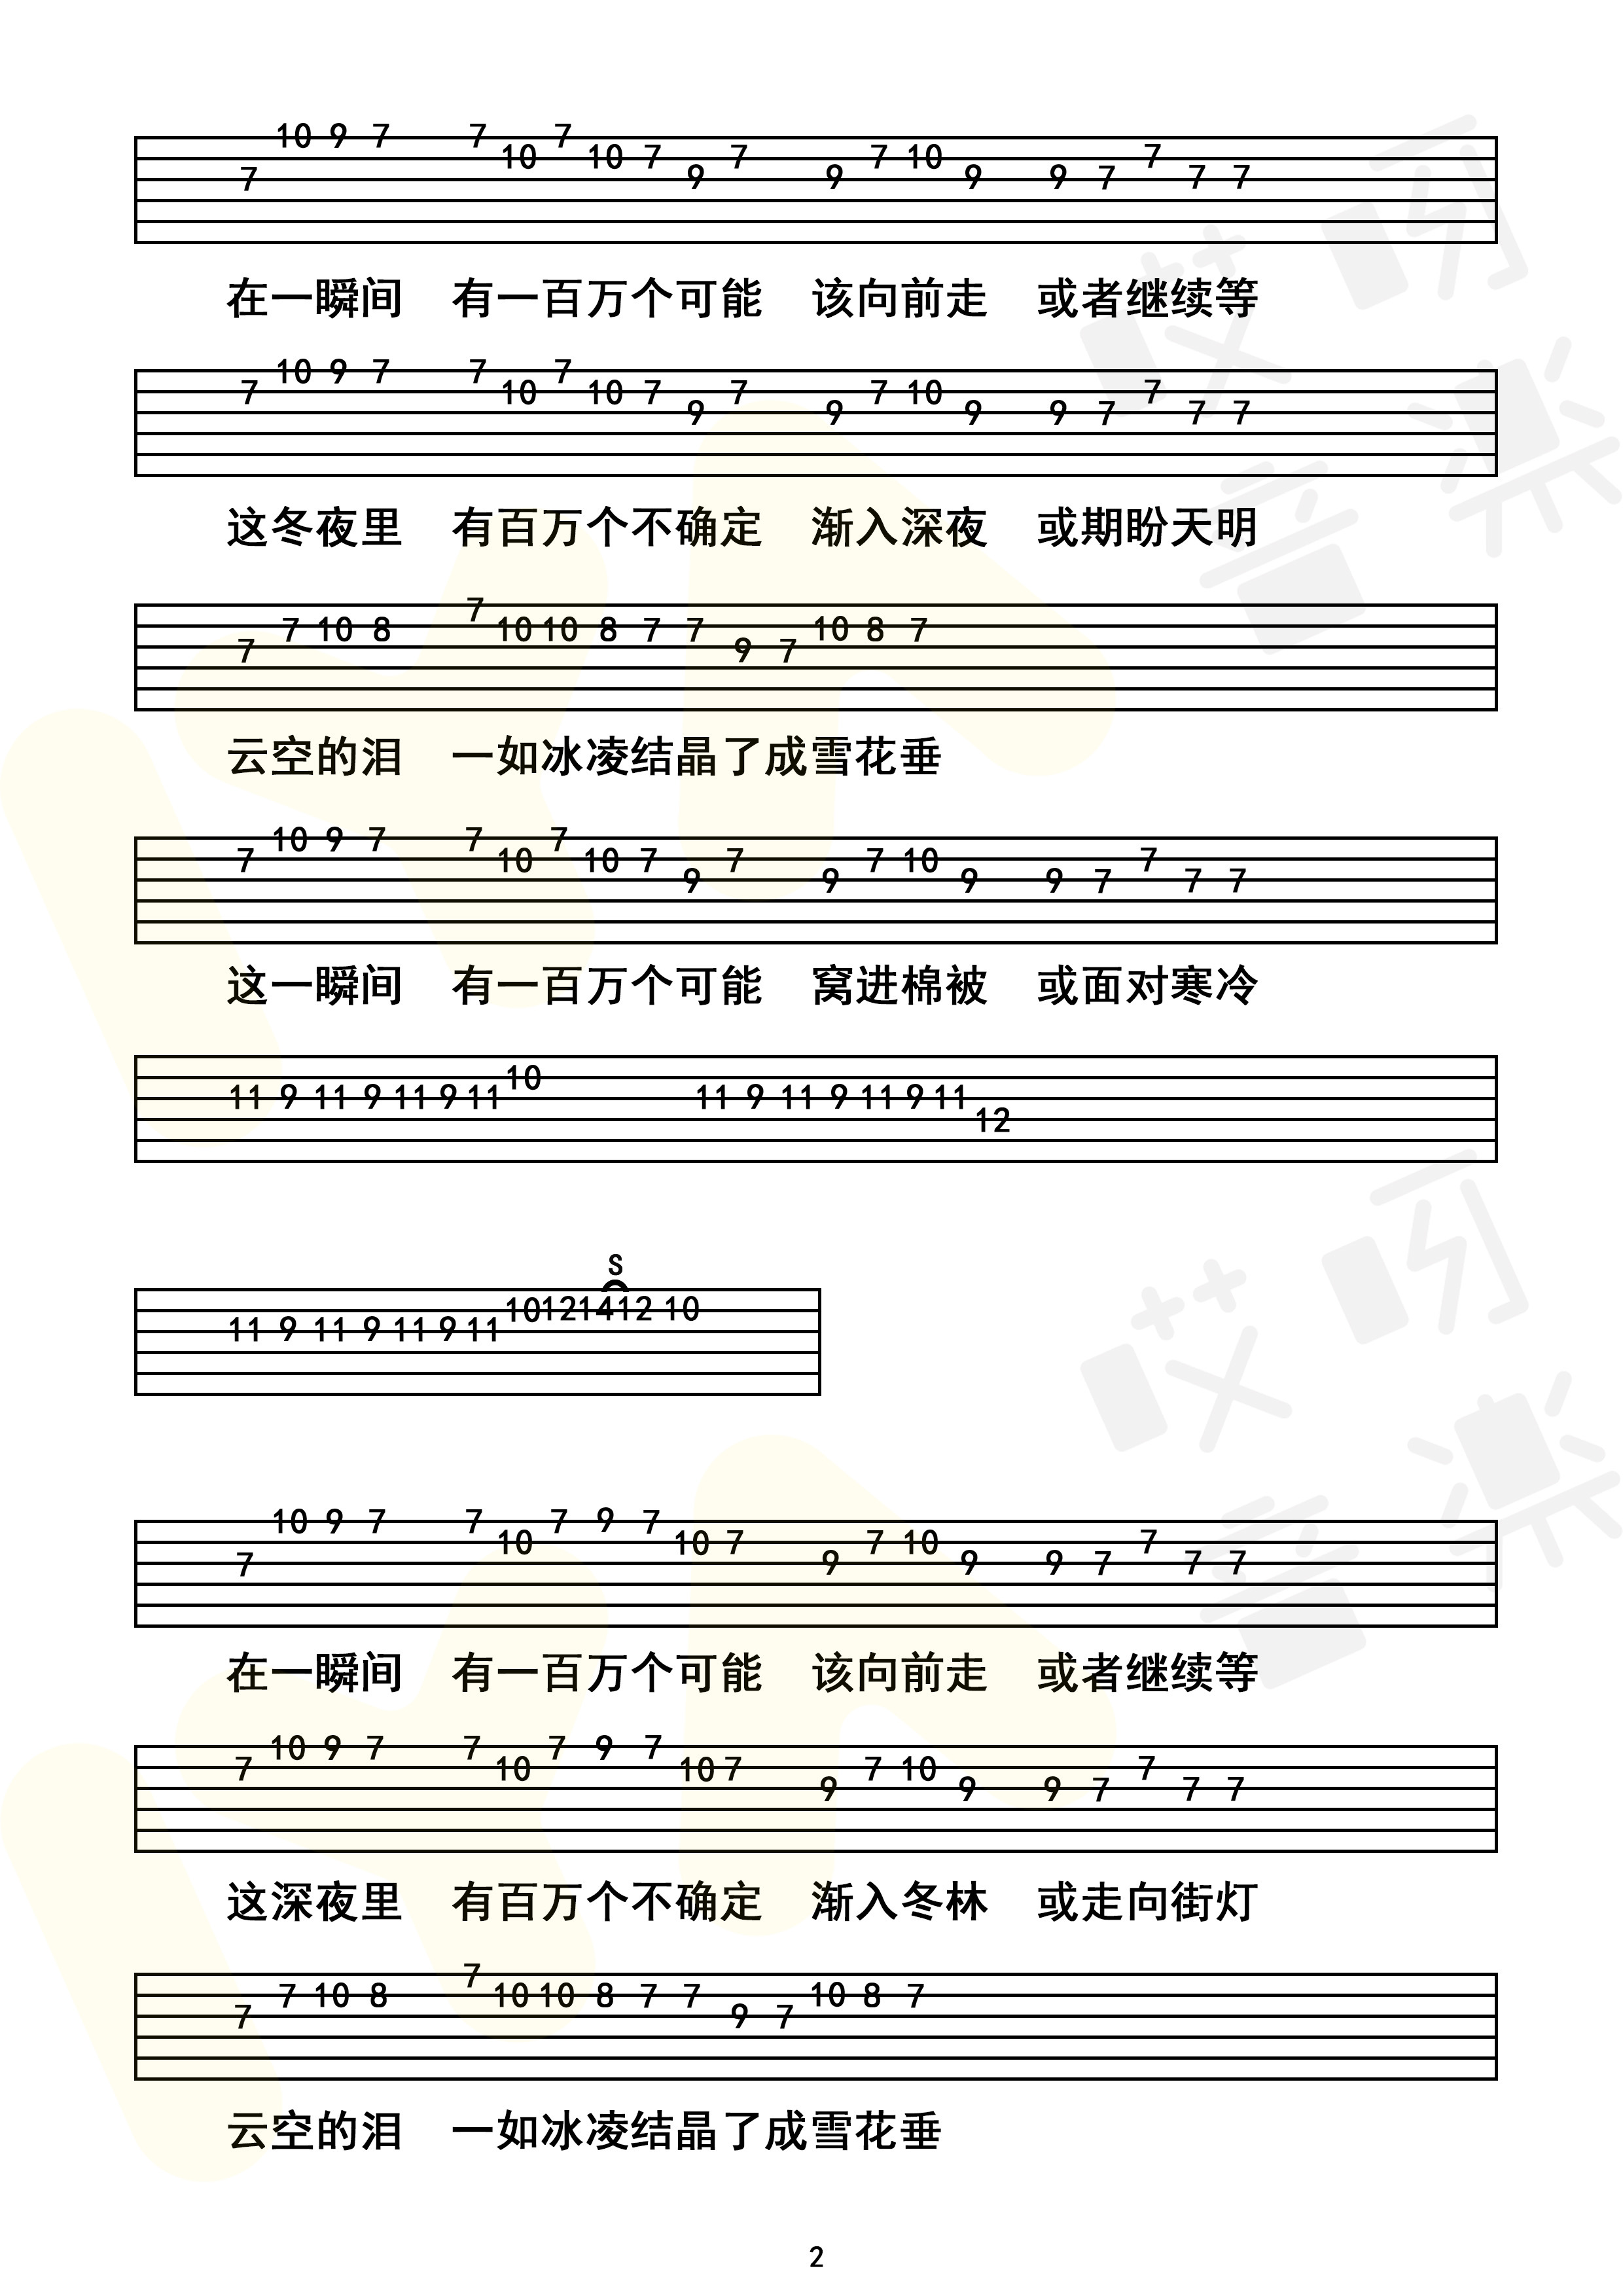 10 9 7 7 7
10 10 7 7 7 10 7
7 9 9 9 9 7 7 7
在一瞬间 有一百万个可能 该向前走 或者继续等
10 9 7 7 7
7 10 10 7 7 7 10 7
9 9 9 9 7 7 7
这冬夜里 有百万个不确定 渐入深夜 或期盼天明
7
7 10 8 10 10 8 7 7 10 8 7
7 9 7
云空的泪 一如冰凌结晶了成雪花垂
10 9 7 7 7
7 10 10 7 7 7 10 7
9 9 9 9 7 7 7
这一瞬间 有一百万个可能 窝进棉被 或面对寒冷
10
11 9 11 9 11 9 11 11 9 11 9 11 9 11
12
S
10 12 14 12 10
11 9 11 9 11 9 11
10 9 7 7 7 9 7
10 10 7 7 10 7
7 9 9 9 7 7 7
在一瞬间 有一百万个可能 该向前走 或者继续等
10 9 7 7 7 9 7
7 10 10 7 7 10 7
9 9 9 7 7 7
这深夜里 有百万个不确定 渐入冬林 或走向街灯
7
7 10 8 10 10 8 7 7 10 8 7
7 9 7
云空的泪 一如冰凌结晶了成雪花垂
2